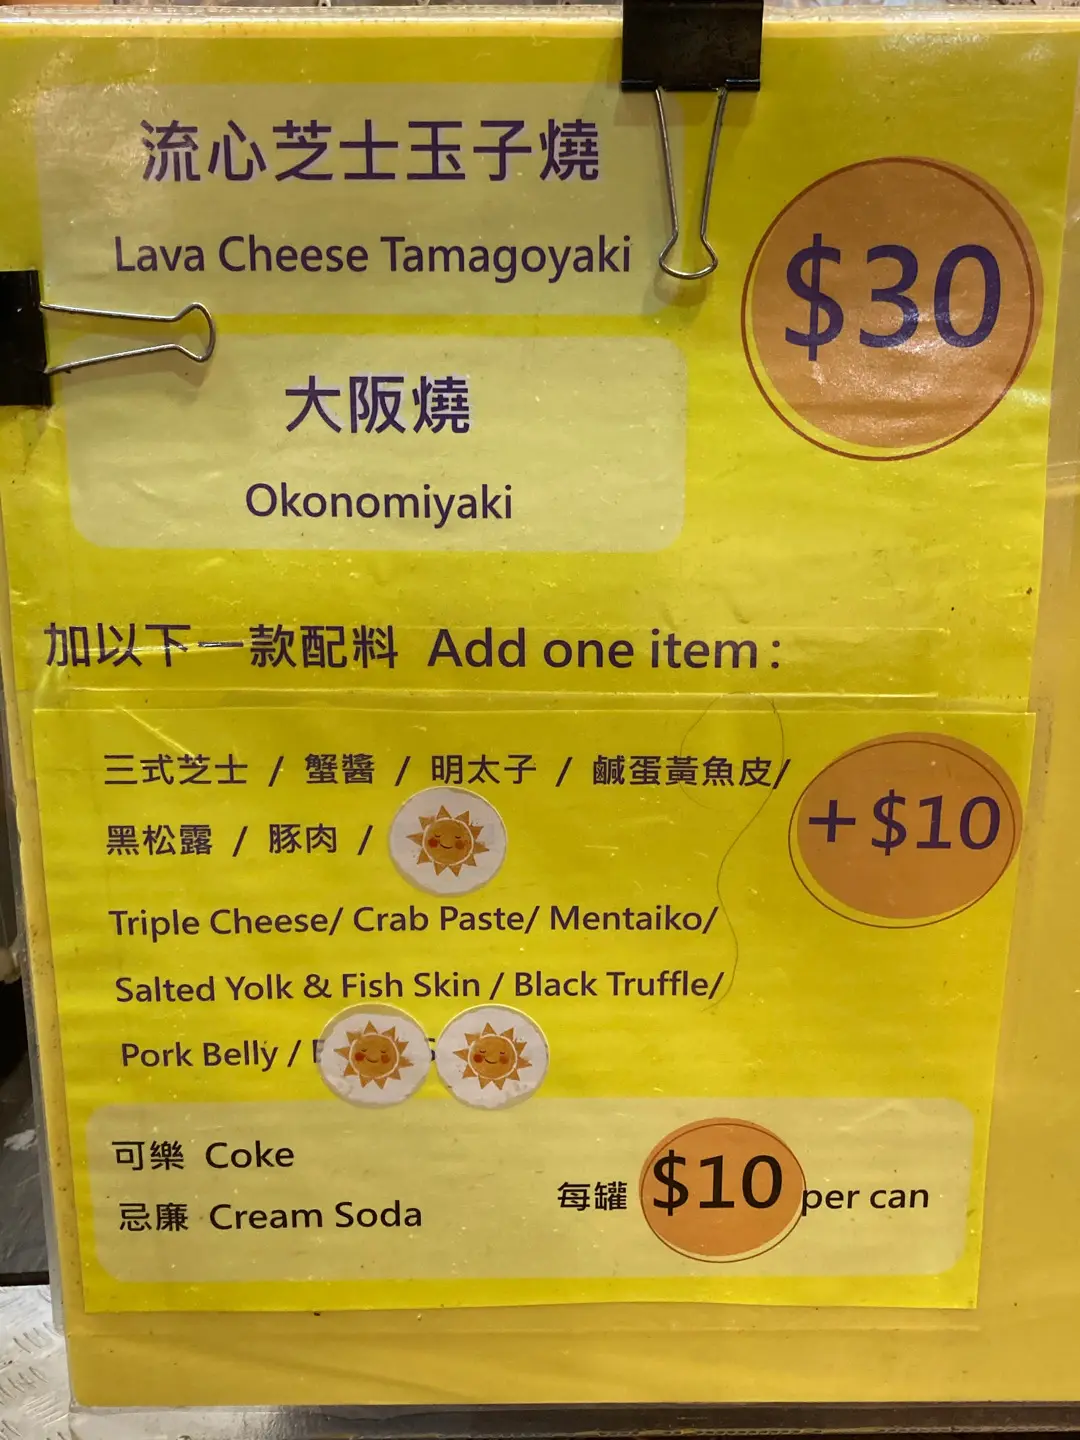 流心芝士玉子燒
Lava Cheese Tamagoyaki
$30
大阪燒
Okonomiyaki
加以下一款配料 Add one item:
三式芝士 / 蟹醬 / 明太子 / 鹹蛋黃魚皮/
黑松露 / 豚肉 /
+$10
Triple Cheese/ Crab Paste/ Mentaiko/
Salted Yolk & Fish Skin / Black Truffle/
Pork Belly /
可樂 Coke
忌廉 Cream Soda
每罐 $10 per can